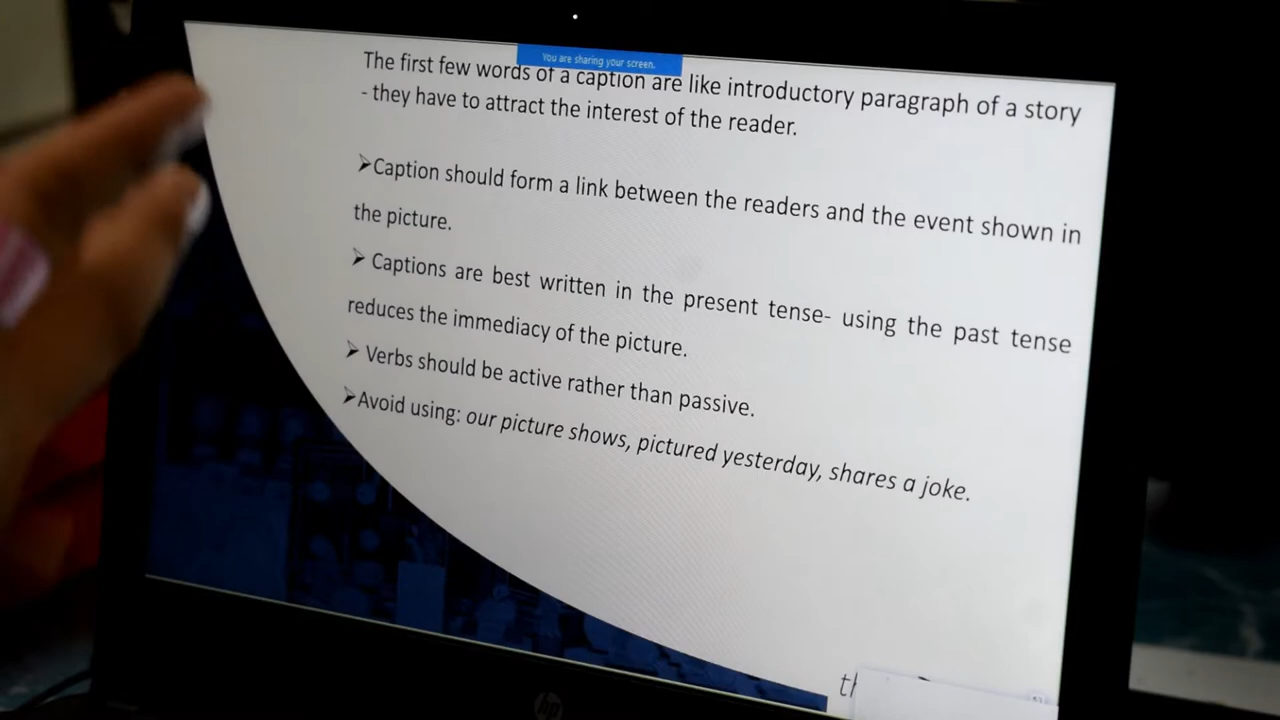 You are sharing your screen.
The first few words of a caption are like introductory paragraph of a story
- they have to attract the interest of the reader.
➢Caption should form a link between the readers and the event shown in
the picture.
➢ Captions are best written in the present tense- using the past tense
reduces the immediacy of the picture.
➢ Verbs should be active rather than passive.
➢Avoid using: our picture shows, pictured yesterday, shares a joke.
hp